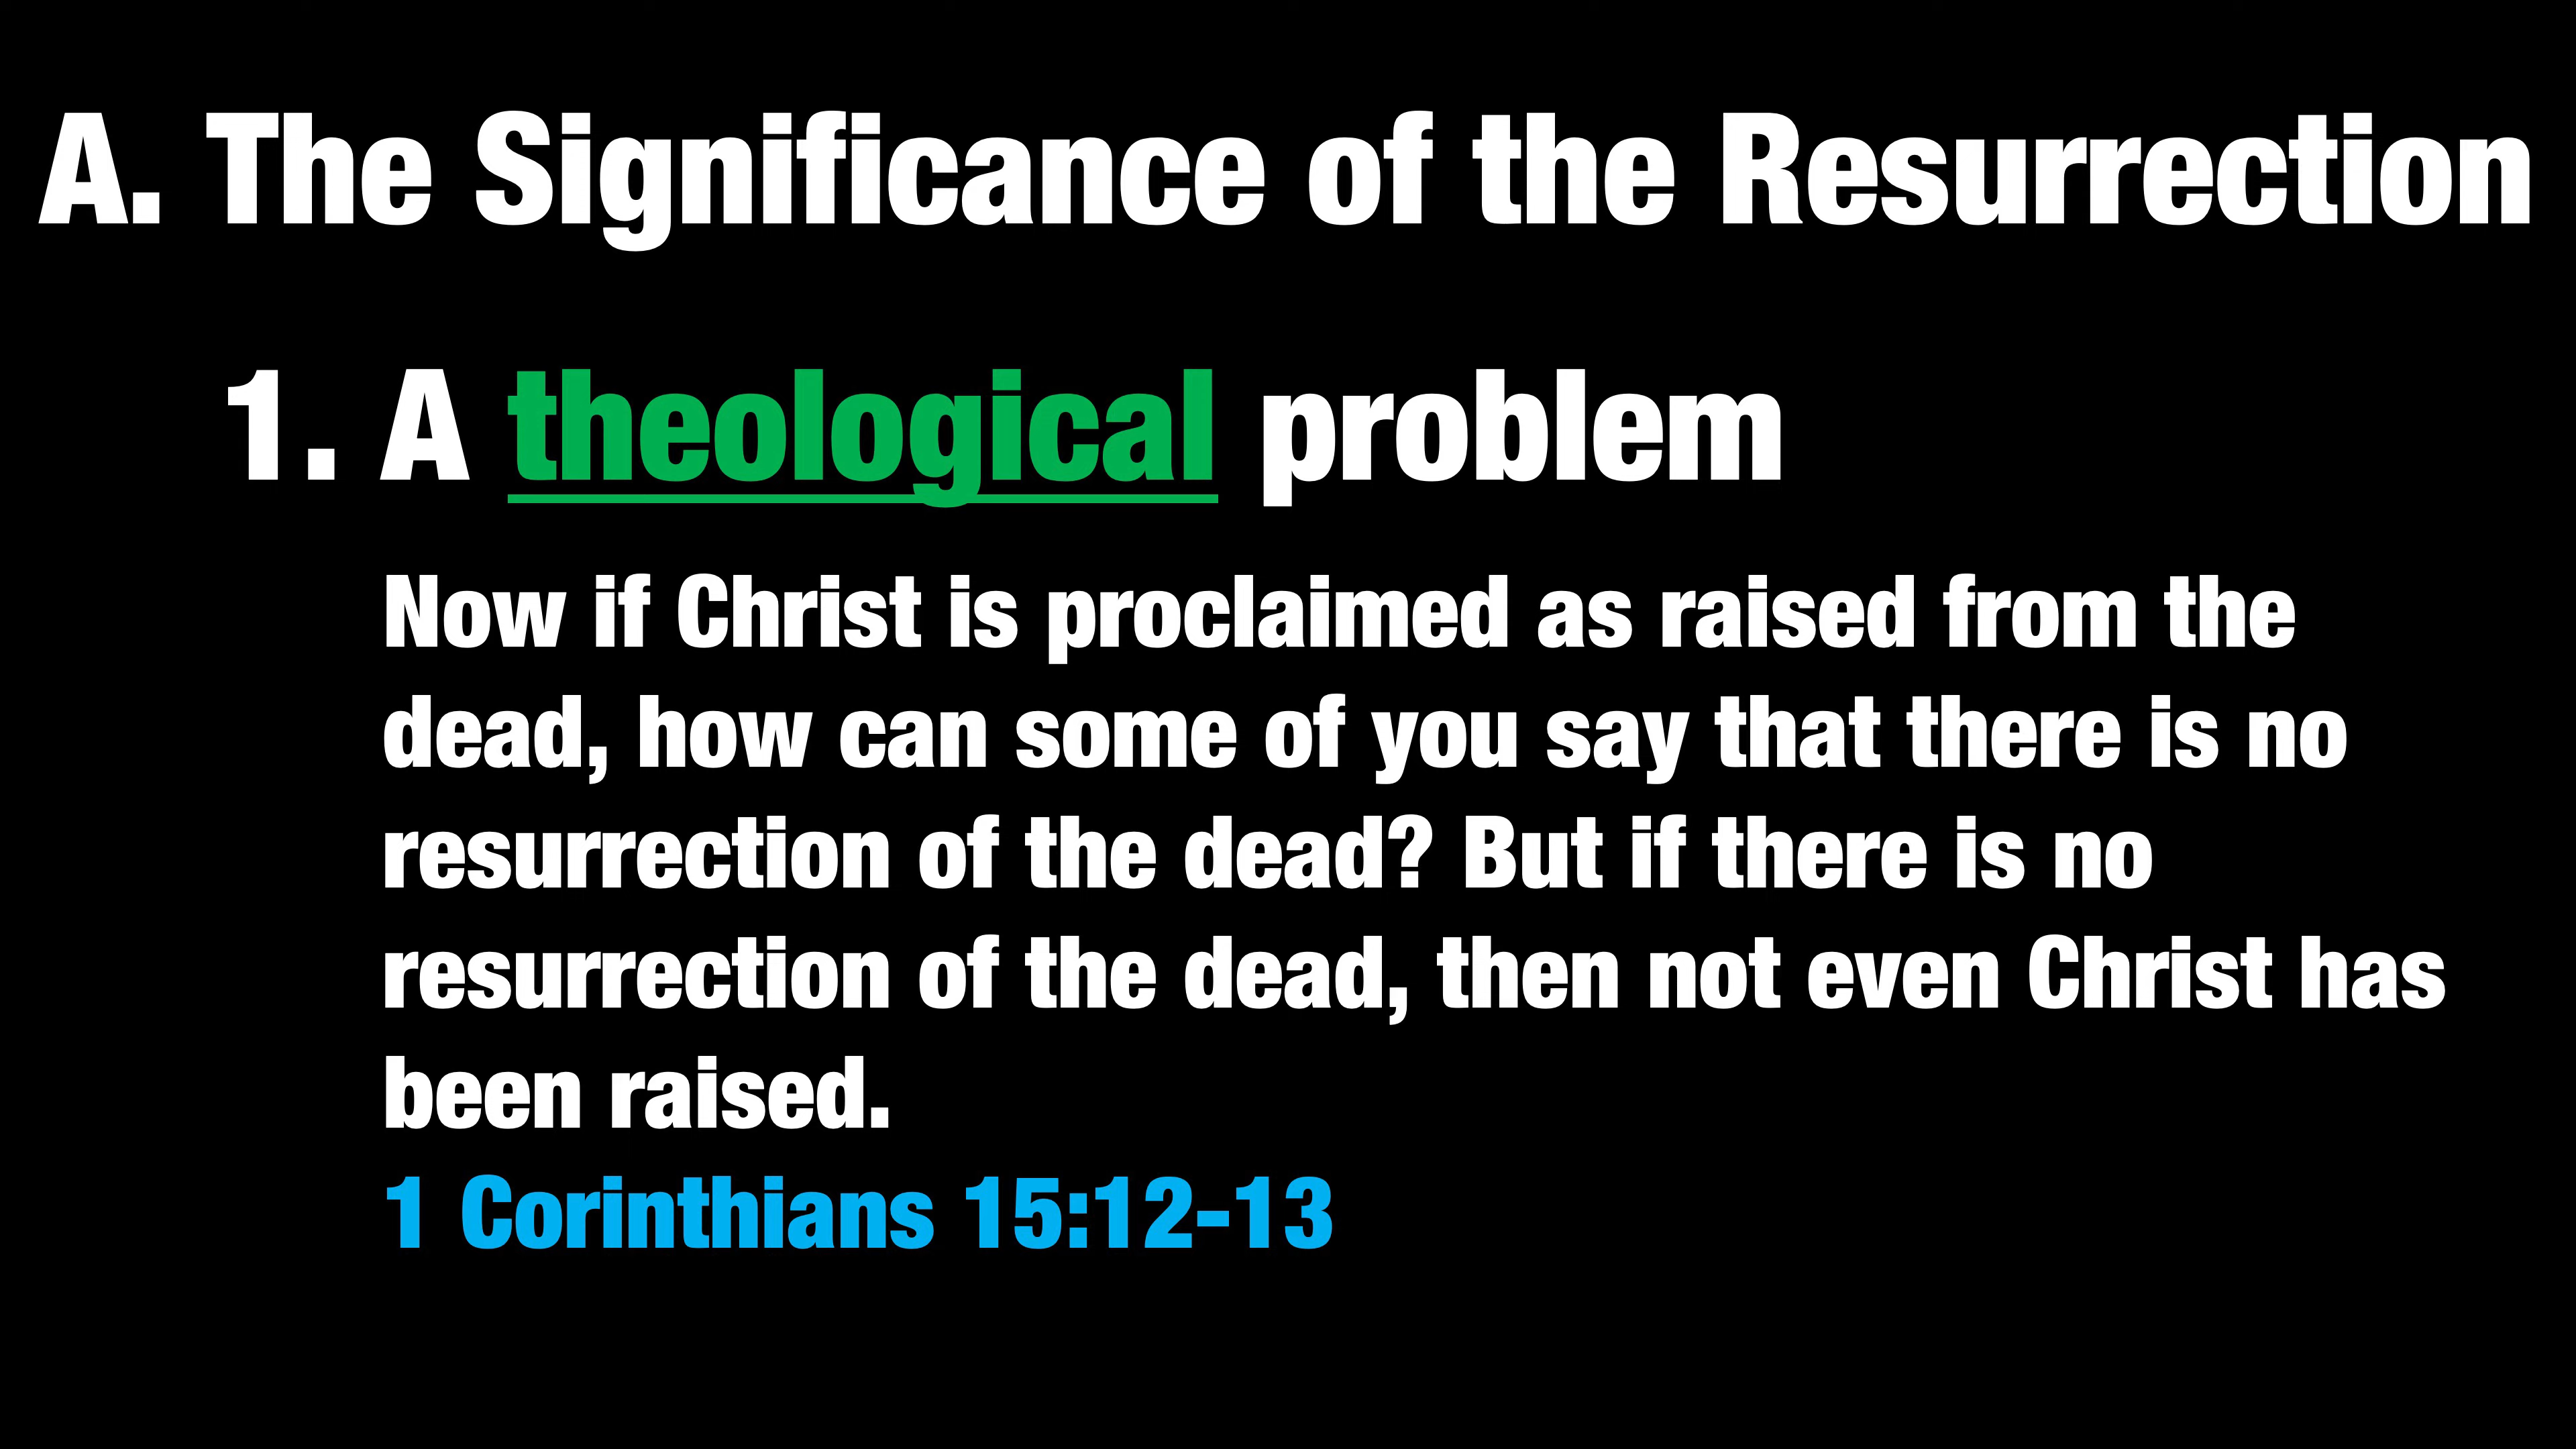 A. The Significance of the Resurrection
1. A theological problem
Now if Christ is proclaimed as raised from the
dead, how can some of you say that there is no
resurrection of the dead? But if there is no
resurrection of the dead, then not even Christ has
been raised.
1 Corinthians 15:12-13